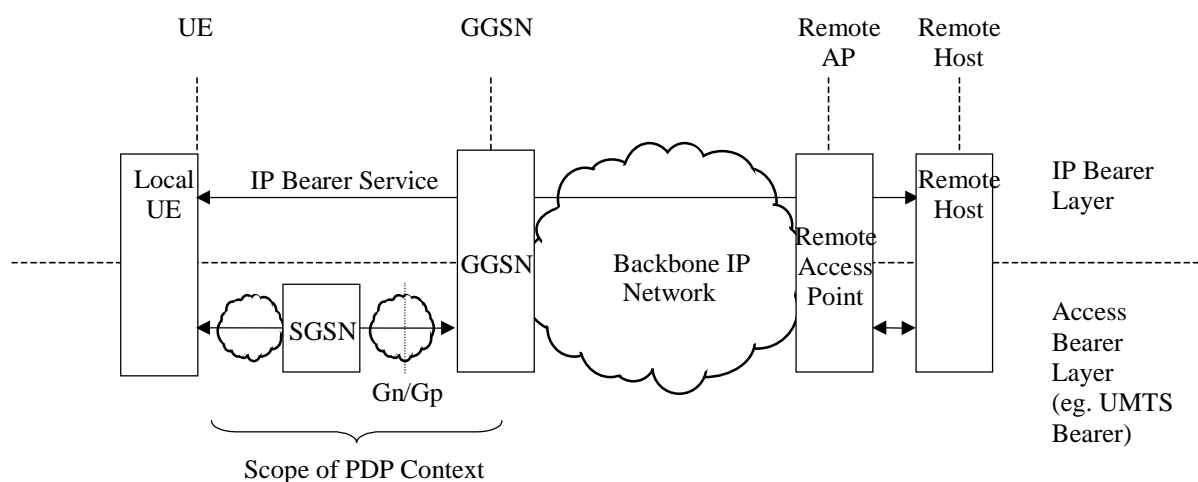 UE
GGSN
Remote
AP
Remote
Host
Local
UE
IP Bearer Service
Remote
Host
IP Bearer
Layer
GGSN
Backbone IP
Network
Remote
Access
Point
SGSN
Gn/Gp
Access
Bearer
Layer
(eg. UMTS
Bearer)
Scope of PDP Context